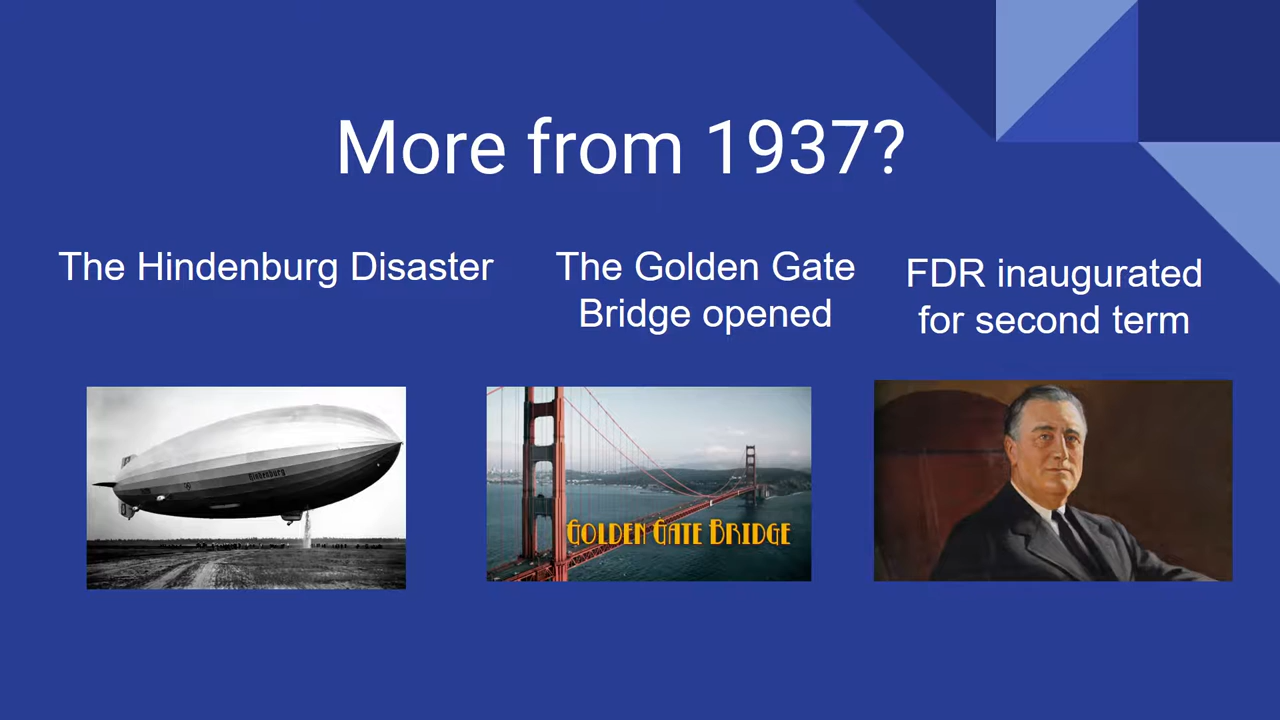 More from 1937?
The Hindenburg Disaster
The Golden Gate
Bridge opened
FDR inaugurated
for second term
Hindenburg
GOLDEN GATE BRIDGE